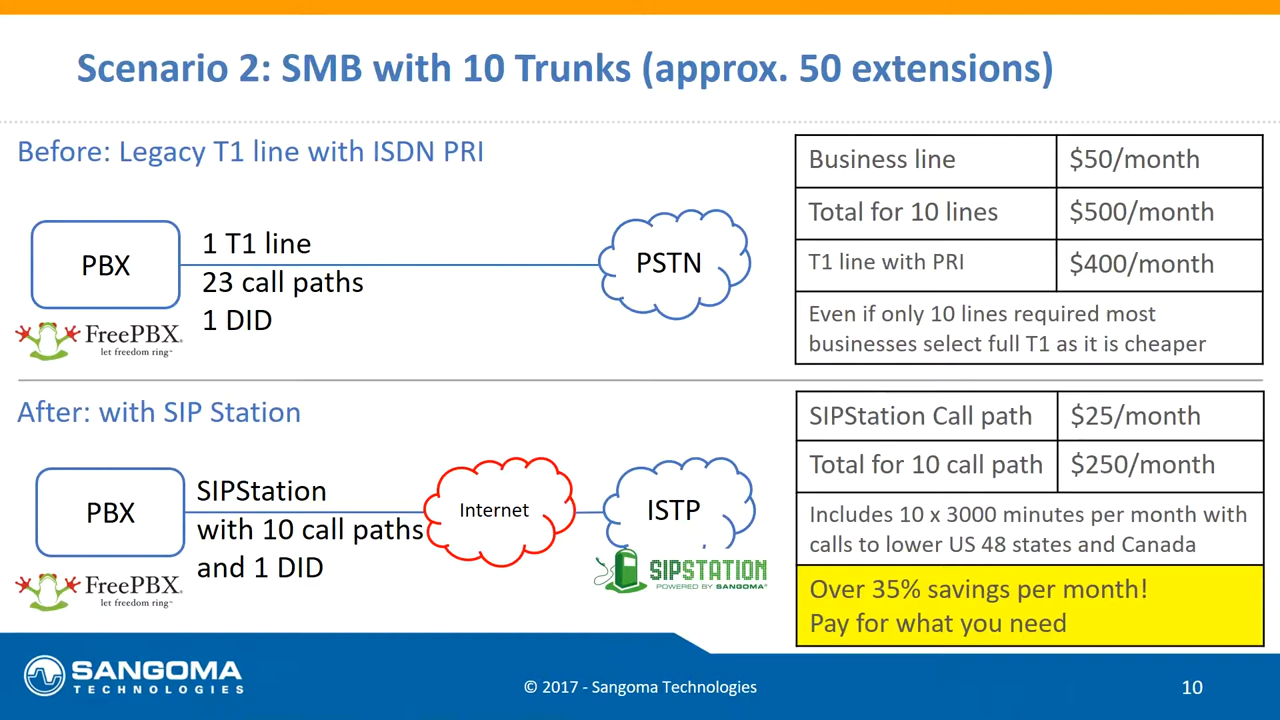 Scenario 2: SMB with 10 Trunks (approx. 50 extensions)
Before: Legacy T1 line with ISDN PRI
PBX
1 T1 line
23 call paths
1 DID
PSTN
FreePBX®
let freedom ring™
Business line $50/month
Total for 10 lines $500/month
T1 line with PRI $400/month
Even if only 10 lines required most
businesses select full T1 as it is cheaper
After: with SIP Station
PBX
SIPStation
with 10 call paths
and 1 DID
Internet
ISTP
FreePBX®
let freedom ring™
SIPSTATION
POWERED BY SANGOMA®
SIPStation Call path $25/month
Total for 10 call path $250/month
Includes 10 x 3000 minutes per month with
calls to lower US 48 states and Canada
Over 35% savings per month!
Pay for what you need
SANGOMA
TECHNOLOGIES
© 2017 - Sangoma Technologies
10